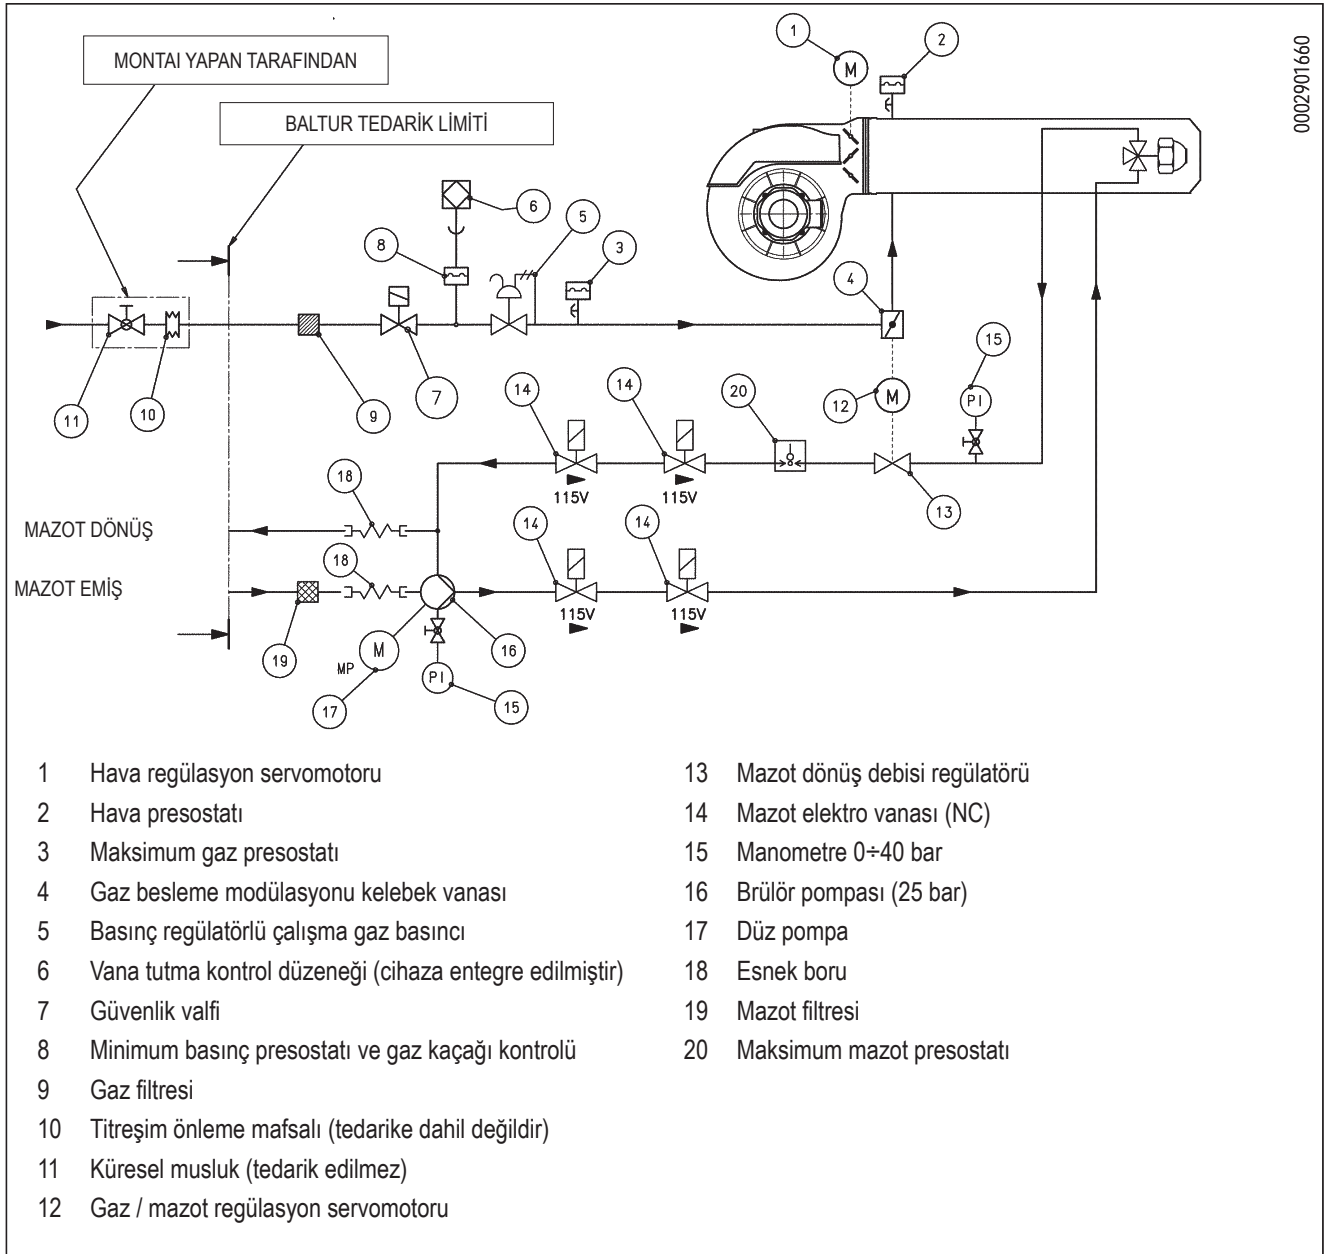 MONTAI YAPAN TARAFINDAN
BALTUR TEDARİK LİMİTİ
0002901660
1
M
2
6
5
3
8
4
11
10
9
7
14
14
20
12
M
15
PI
115V
115V
13
18
MAZOT DÖNÜŞ
14
14
18
MAZOT EMİŞ
115V
115V
19
MP
M
16
17
PI
15
1 Hava regülasyon servomotoru
2 Hava presostatı
3 Maksimum gaz presostatı
4 Gaz besleme modülasyonu kelebek vanası
5 Basınç regülatörlü çalışma gaz basıncı
6 Vana tutma kontrol düzeneği (cihaza entegre edilmiştir)
7 Güvenlik valfi
8 Minimum basınç presostatı ve gaz kaçağı kontrolü
9 Gaz filtresi
10 Titreşim önleme mafsalı (tedarike dahil değildir)
11 Küresel musluk (tedarik edilmez)
12 Gaz / mazot regülasyon servomotoru
13 Mazot dönüş debisi regülatörü
14 Mazot elektro vanası (NC)
15 Manometre 0÷40 bar
16 Brülör pompası (25 bar)
17 Düz pompa
18 Esnek boru
19 Mazot filtresi
20 Maksimum mazot presostatı